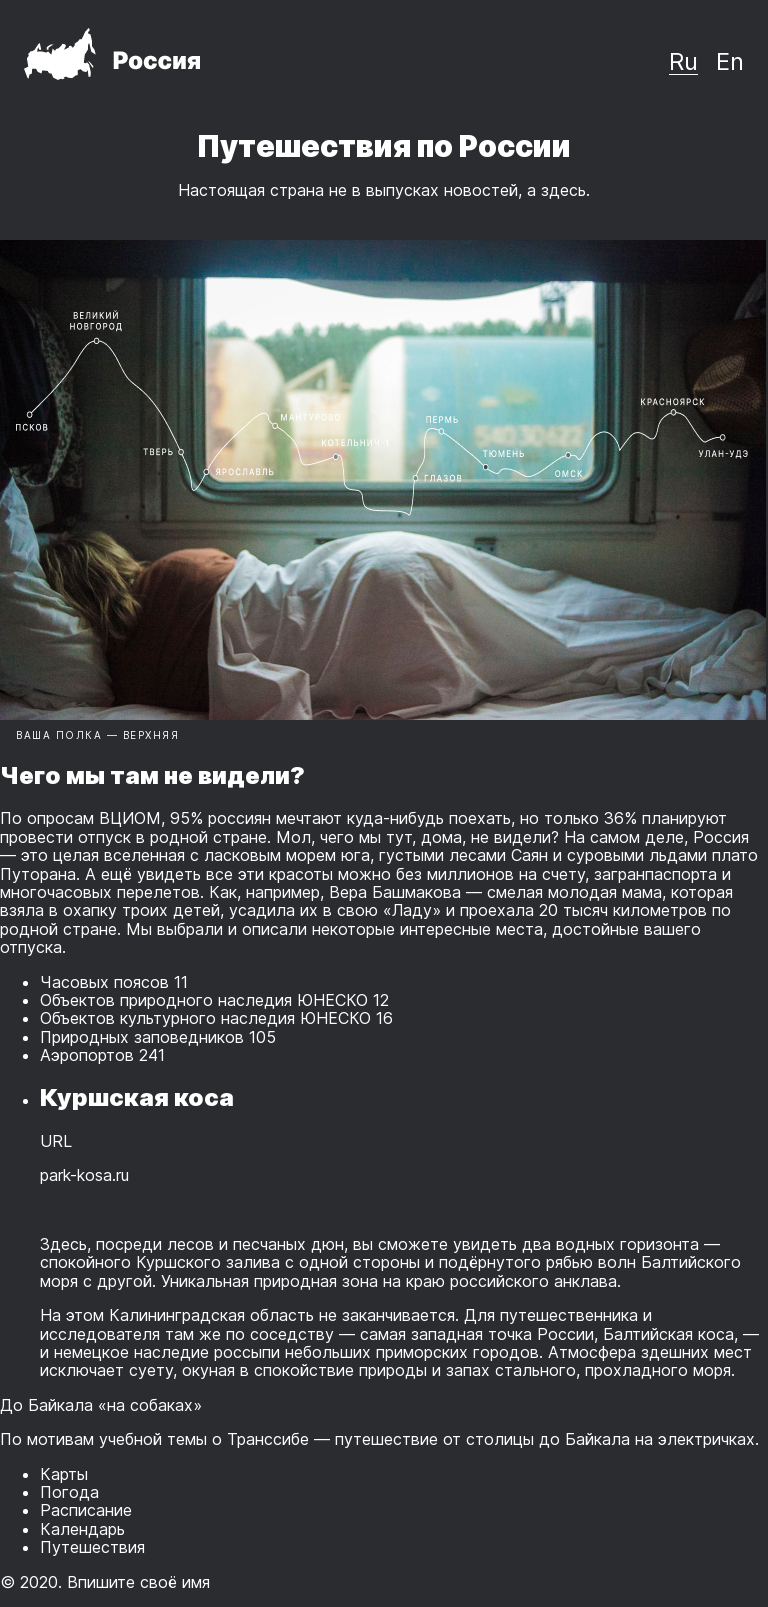 Россия
Ru En
Путешествия по России
Настоящая страна не в выпусках новостей, а здесь.
ВЕЛИКИЙ
НОВГОРОД
ПСКОВ
ТВЕРЬ
ЯРОСЛАВЛЬ
МАНТУРОВО
КОТЕЛЬНИЧ-1
ГЛАЗОВ
ПЕРМЬ
ТЮМЕНЬ
ОМСК
КРАСНОЯРСК
УЛАН-УДЭ
ВАША ПОЛКА — ВЕРХНЯЯ
Чего мы там не видели?
По опросам ВЦИОМ, 95% россиян мечтают куда-нибудь поехать, но только 36% планируют
провести отпуск в родной стране. Мол, чего мы тут, дома, не видели? На самом деле, Россия
— это целая вселенная с ласковым морем юга, густыми лесами Саян и суровыми льдами плато
Путорана. А ещё увидеть все эти красоты можно без миллионов на счету, загранпаспорта и
многочасовых перелетов. Как, например, Вера Башмакова — смелая молодая мама, которая
взяла в охапку троих детей, усадила их в свою «Ладу» и проехала 20 тысяч километров по
родной стране. Мы выбрали и описали некоторые интересные места, достойные вашего
отпуска.
• Часовых поясов 11
• Объектов природного наследия ЮНЕСКО 12
• Объектов культурного наследия ЮНЕСКО 16
• Природных заповедников 105
• Аэропортов 241
• Куршская коса
URL
park-kosa.ru
Здесь, посреди лесов и песчаных дюн, вы сможете увидеть два водных горизонта —
спокойного Куршского залива с одной стороны и подёрнутого рябью волн Балтийского
моря с другой. Уникальная природная зона на краю российского анклава.
На этом Калининградская область не заканчивается. Для путешественника и
исследователя там же по соседству — самая западная точка России, Балтийская коса, —
и немецкое наследие россыпи небольших приморских городов. Атмосфера здешних мест
исключает суету, окуная в спокойствие природы и запах стального, прохладного моря.
До Байкала «на собаках»
По мотивам учебной темы о Транссибе — путешествие от столицы до Байкала на электричках.
• Карты
• Погода
• Расписание
• Календарь
• Путешествия
© 2020. Впишите своё имя